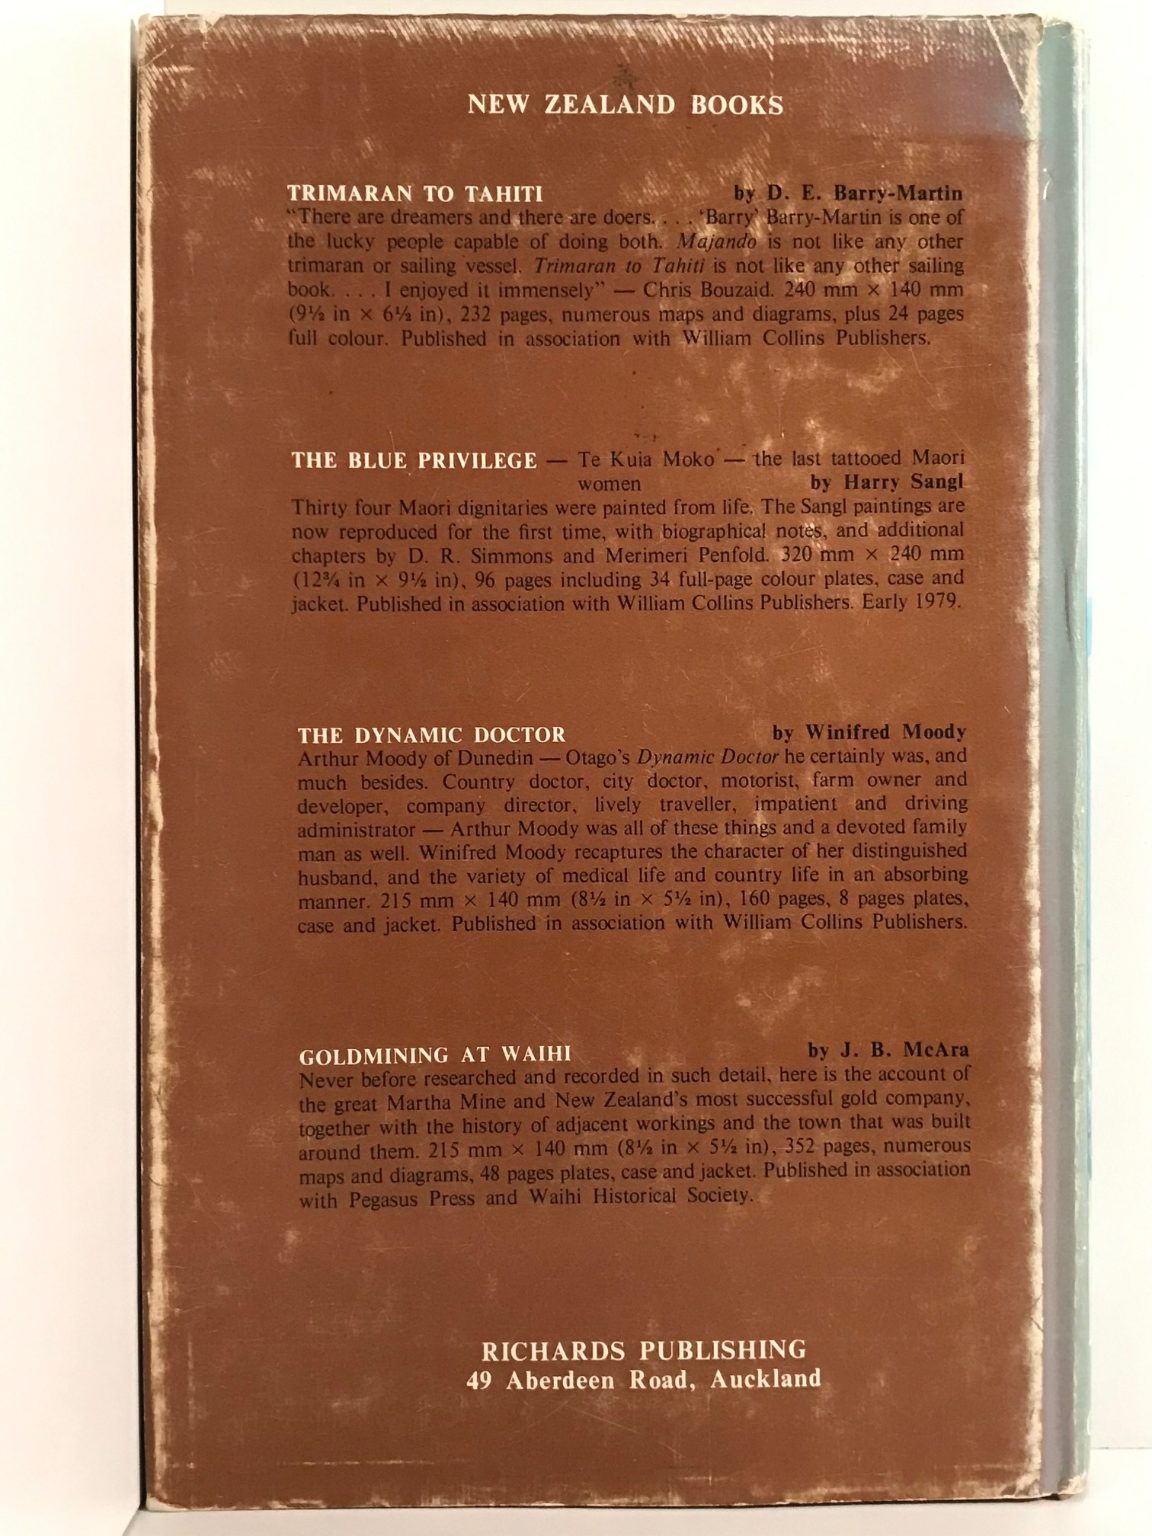 NEW ZEALAND BOOKS
TRIMARAN TO TAHITI by D. E. Barry-Martin
"There are dreamers and there are doers. . . . 'Barry' Barry-Martin is one of
the lucky people capable of doing both. Majando is not like any other
trimaran or sailing vessel. Trimaran to Tahiti is not like any other sailing
book. . . . I enjoyed it immensely" — Chris Bouzaid. 240 mm × 140 mm
(9½ in × 6½ in), 232 pages, numerous maps and diagrams, plus 24 pages
full colour. Published in association with William Collins Publishers.
THE BLUE PRIVILEGE — Te Kuia Moko — the last tattooed Maori
women by Harry Sangl
Thirty four Maori dignitaries were painted from life. The Sangl paintings are
now reproduced for the first time, with biographical notes, and additional
chapters by D. R. Simmons and Merimeri Penfold. 320 mm × 240 mm
(12¾ in × 9½ in), 96 pages including 34 full-page colour plates, case and
jacket. Published in association with William Collins Publishers. Early 1979.
THE DYNAMIC DOCTOR by Winifred Moody
Arthur Moody of Dunedin — Otago's Dynamic Doctor he certainly was, and
much besides. Country doctor, city doctor, motorist, farm owner and
developer, company director, lively traveller, impatient and driving
administrator — Arthur Moody was all of these things and a devoted family
man as well. Winifred Moody recaptures the character of her distinguished
husband, and the variety of medical life and country life in an absorbing
manner. 215 mm × 140 mm (8½ in × 5½ in), 160 pages, 8 pages plates,
case and jacket. Published in association with William Collins Publishers.
GOLDMINING AT WAIHI by J. B. McAra
Never before researched and recorded in such detail, here is the account of
the great Martha Mine and New Zealand's most successful gold company,
together with the history of adjacent workings and the town that was built
around them. 215 mm × 140 mm (8½ in × 5½ in), 352 pages, numerous
maps and diagrams, 48 pages plates, case and jacket. Published in association
with Pegasus Press and Waihi Historical Society.
RICHARDS PUBLISHING
49 Aberdeen Road, Auckland